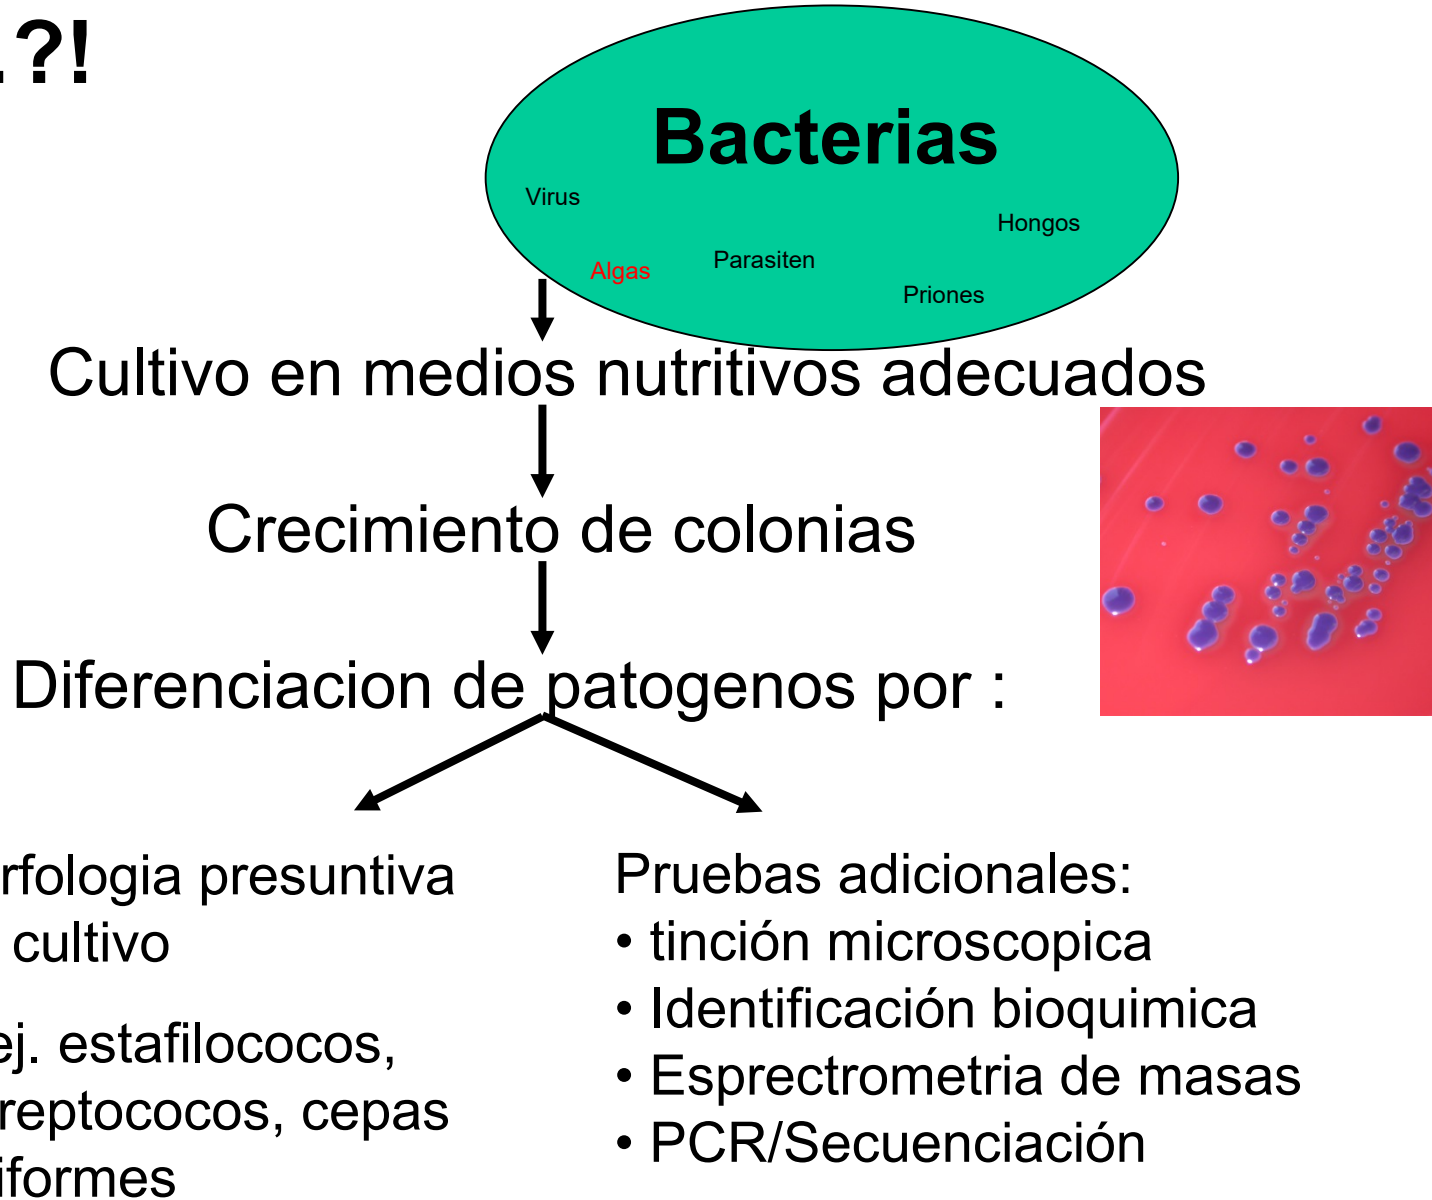 .?!
Bacterias
Virus
Hongos
Algas
Parasiten
Priones
Cultivo en medios nutritivos adecuados
Crecimiento de colonias
Diferenciacion de patogenos por :
rfologia presuntiva
cultivo
ej. estafilococos,
reptococos, cepas
iformes
Pruebas adicionales:
• tinción microscopica
• Identificación bioquimica
• Esprectrometria de masas
• PCR/Secuenciación